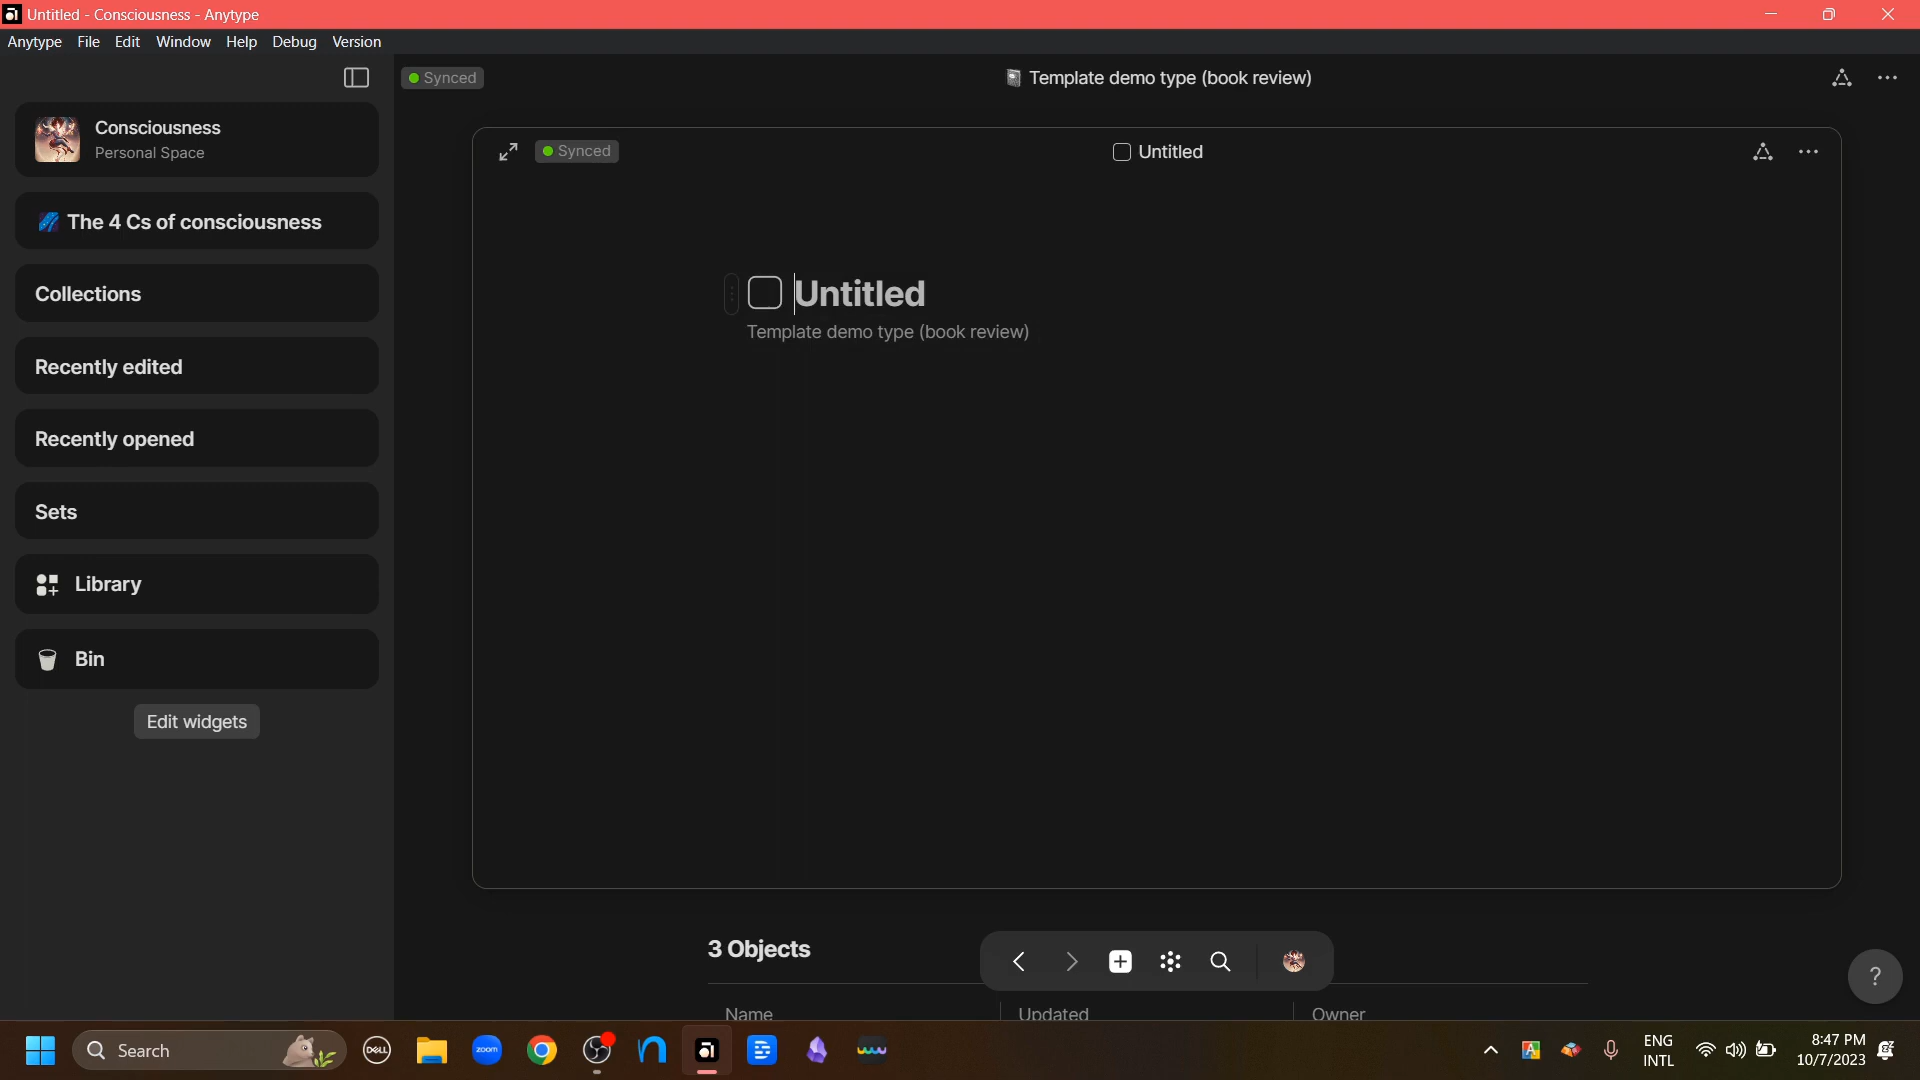 Untitled - Consciousness - Anytype
Anytype File Edit Window Help Debug Version
Synced
Template demo type (book review)
Consciousness
Personal Space
Synced
Untitled
The 4 Cs of consciousness
Collections
Untitled
Template demo type (book review)
Recently edited
Recently opened
Sets
Library
Bin
Edit widgets
3 Objects
Name Updated Owner
?
Search
DELL
zoom
ENG
INTL
8:47 PM
10/7/2023